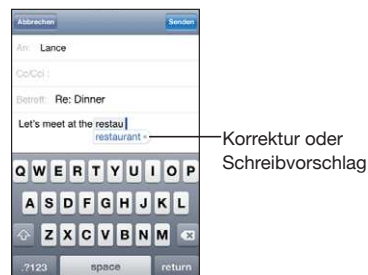 Abbrechen Senden
An: Lance
Cc/Cci :
Betreff: Re: Dinner
Let's meet at the restau
restaurant ×
Korrektur oder
Schreibvorschlag
Q W E R T Y U I O P
A S D F G H J K L
Z X C V B N M
.?123 space return